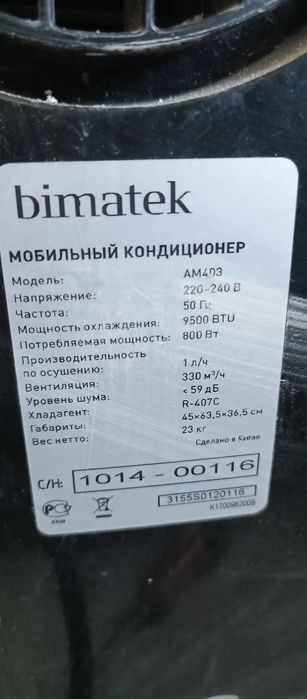 bimatek
МОБИЛЬНЫЙ КОНДИЦИОНЕР
Модель: AM403
Напряжение: 220-240 В
Частота: 50 Гц
Мощность охлаждения: 9500 BTU
Потребляемая мощность: 800 Вт
Производительность
по осушению: 1 л/ч
Вентиляция: 330 м³/ч
Уровень шума: < 59 дБ
Хладагент: R-407C
Габариты: 45×63,5×36,5 см
Вес нетто: 23 кг
Сделано в Китае
С/Н: 1014 - 00116
3155S0120116
K170096200B